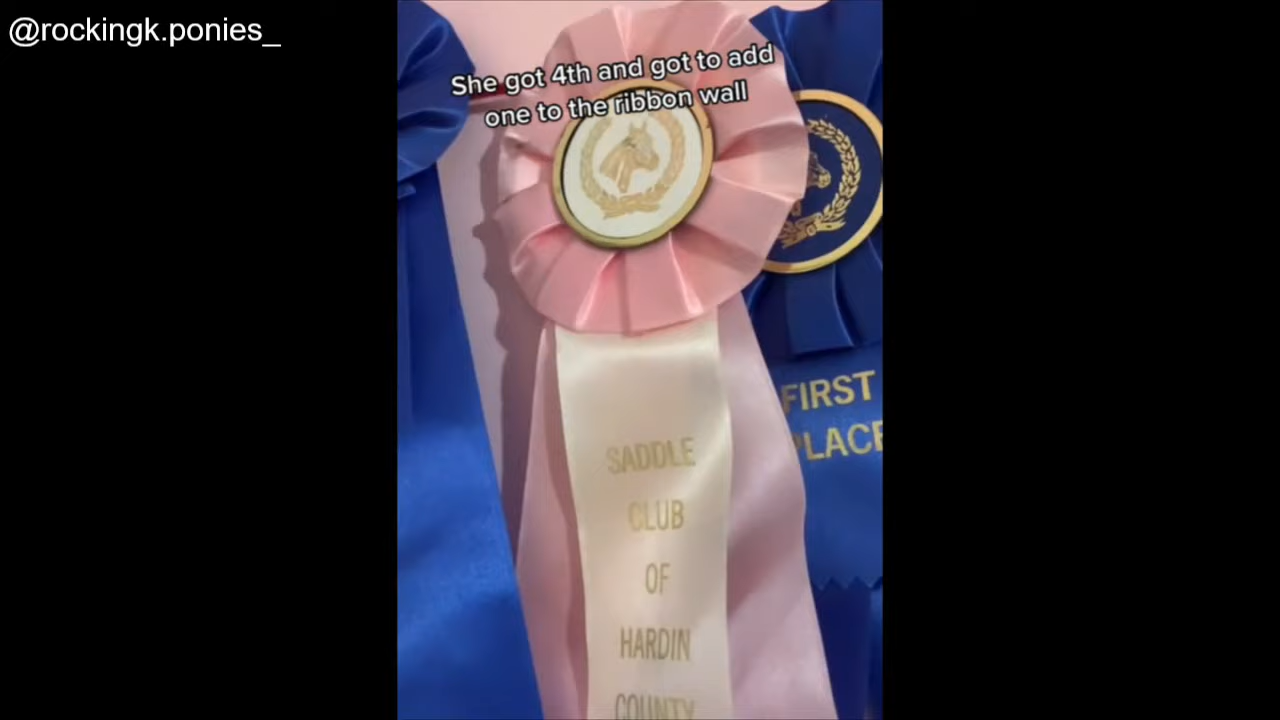 @rockingk.ponies_
She got 4th and got to add
one to the ribbon wall
FIRST
PLACE
SADDLE
CLUB
OF
HARDIN
COUNTY